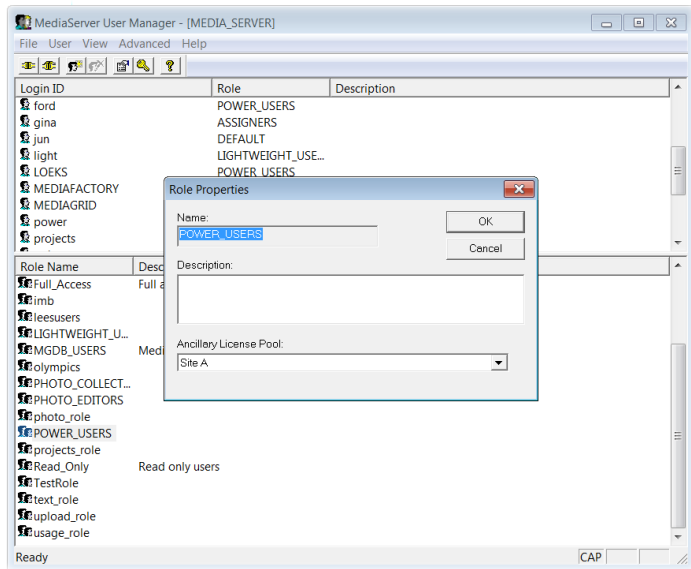 MediaServer User Manager - [MEDIA_SERVER]
File User View Advanced Help
Login ID Role Description
ford POWER_USERS
gina ASSIGNERS
jun DEFAULT
light LIGHTWEIGHT_USE...
LOEKS POWER_USERS
MEDIAFACTORY
MEDIAGRID
power
projects
Role Properties
Name:
POWER_USERS
OK
Cancel
Description:
Ancillary License Pool:
Site A
Role Name Desc
Full_Access Full a
imb
leesusers
LIGHTWEIGHT_U...
MGDB_USERS Medi
olympics
PHOTO_COLLECT...
PHOTO_EDITORS
photo_role
POWER_USERS
projects_role
Read_Only Read only users
TestRole
text_role
upload_role
usage_role
Ready CAP